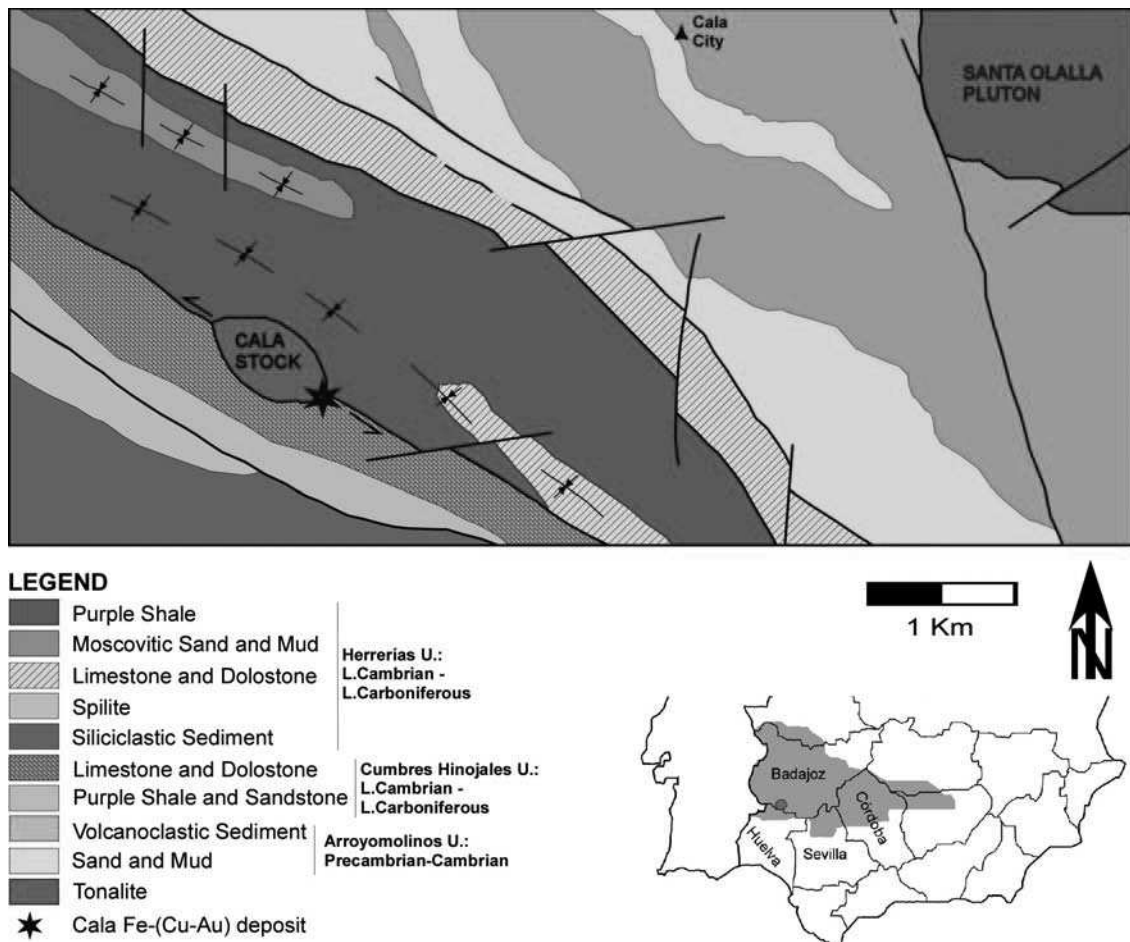 Cala
City
SANTA OLALLA
PLUTON
CALA
STOCK
LEGEND
Purple Shale
Moscovitic Sand and Mud
Limestone and Dolostone
Spilite
Siliciclastic Sediment
Herrerías U.:
L.Cambrian -
L.Carboniferous
Limestone and Dolostone
Purple Shale and Sandstone
Cumbres Hinojales U.:
L.Cambrian -
L.Carboniferous
Volcanoclastic Sediment
Sand and Mud
Arroyomolinos U.:
Precambrian-Cambrian
Tonalite
Cala Fe-(Cu-Au) deposit
1 Km
N
Badajoz
Córdoba
Huelva
Sevilla